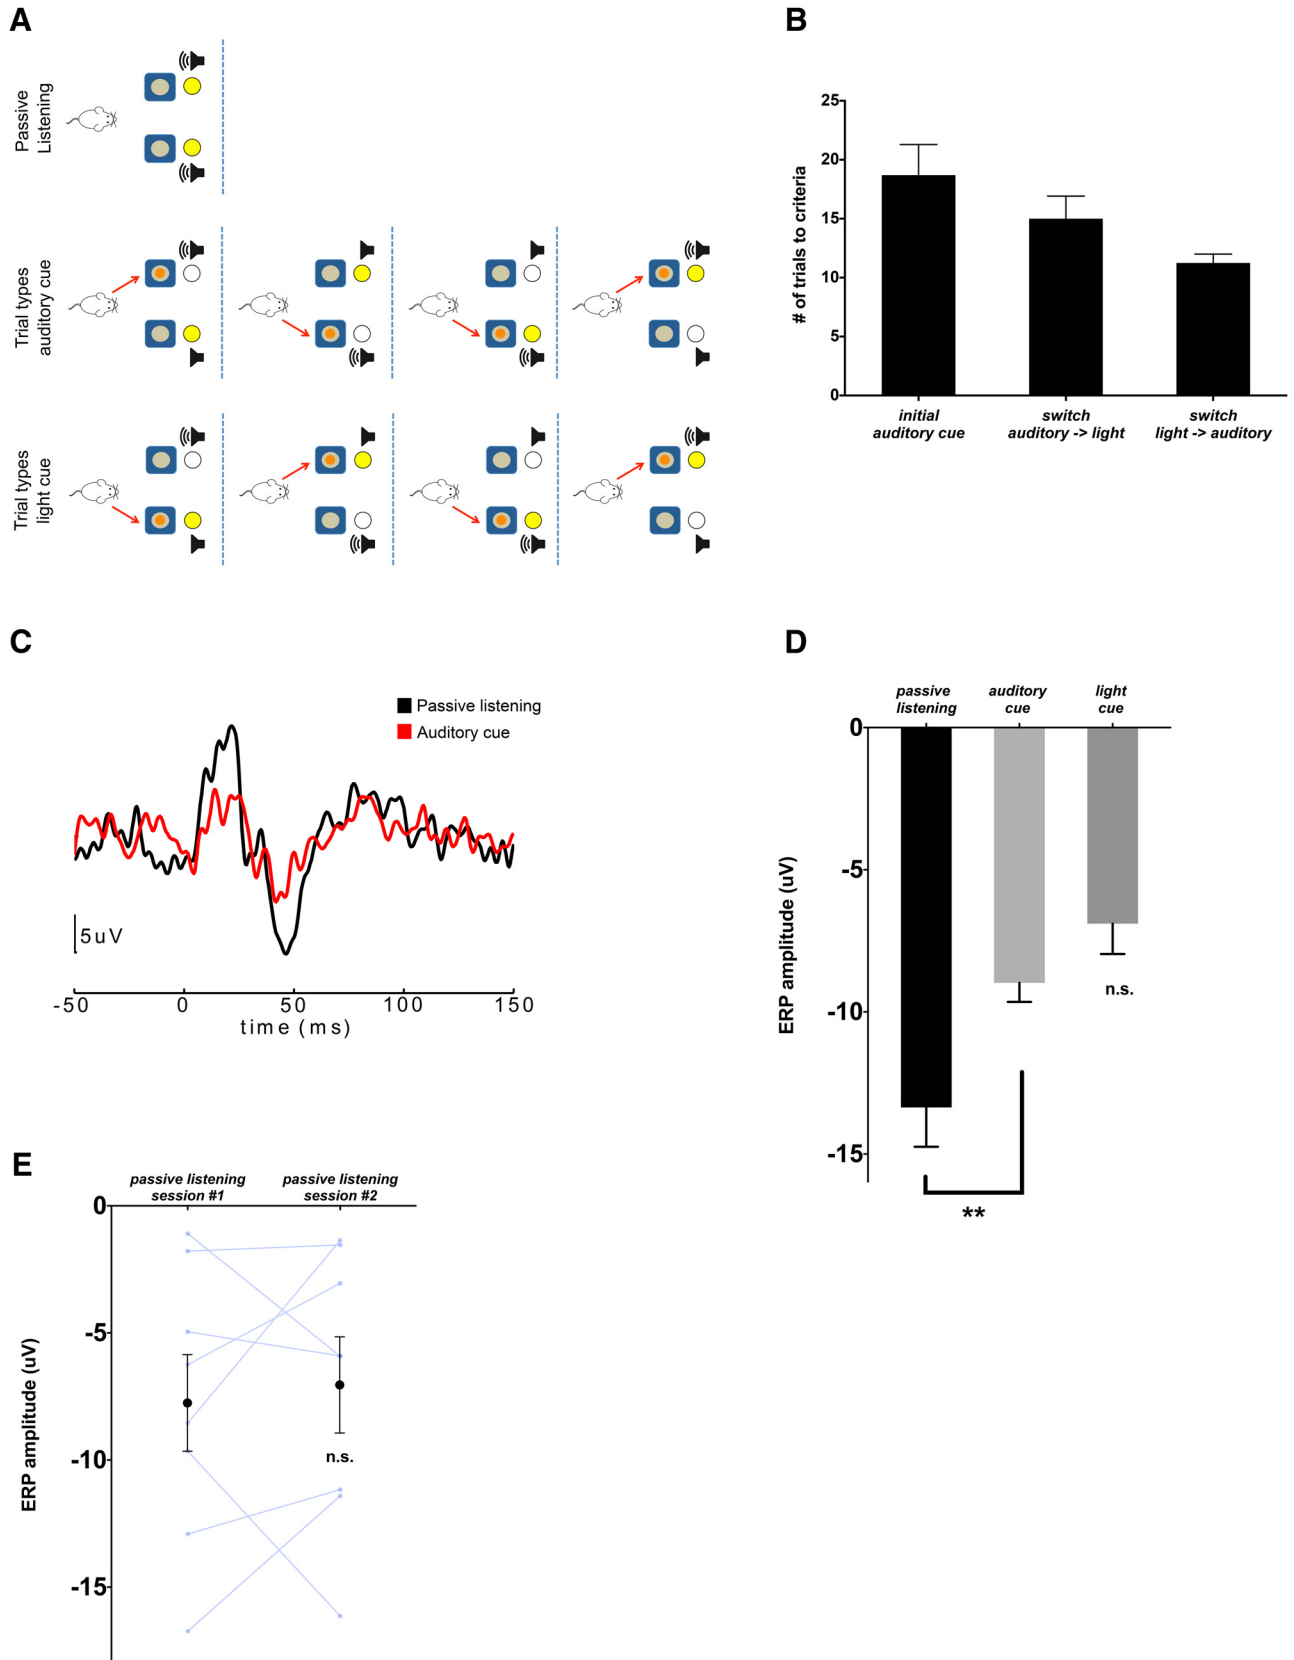 A
Passive
Listening
Trial types
auditory cue
Trial types
light cue
B
# of trials to criteria
25
20
15
10
5
0
initial
auditory cue
switch
auditory -> light
switch
light -> auditory
C
Passive listening
Auditory cue
5uV
-50 0 50 100 150
time (ms)
D
passive
listening
auditory
cue
light
cue
ERP amplitude (uV)
0
-5
-10
-15
n.s.
**
E
passive listening
session #1
passive listening
session #2
ERP amplitude (uV)
0
-5
-10
-15
n.s.